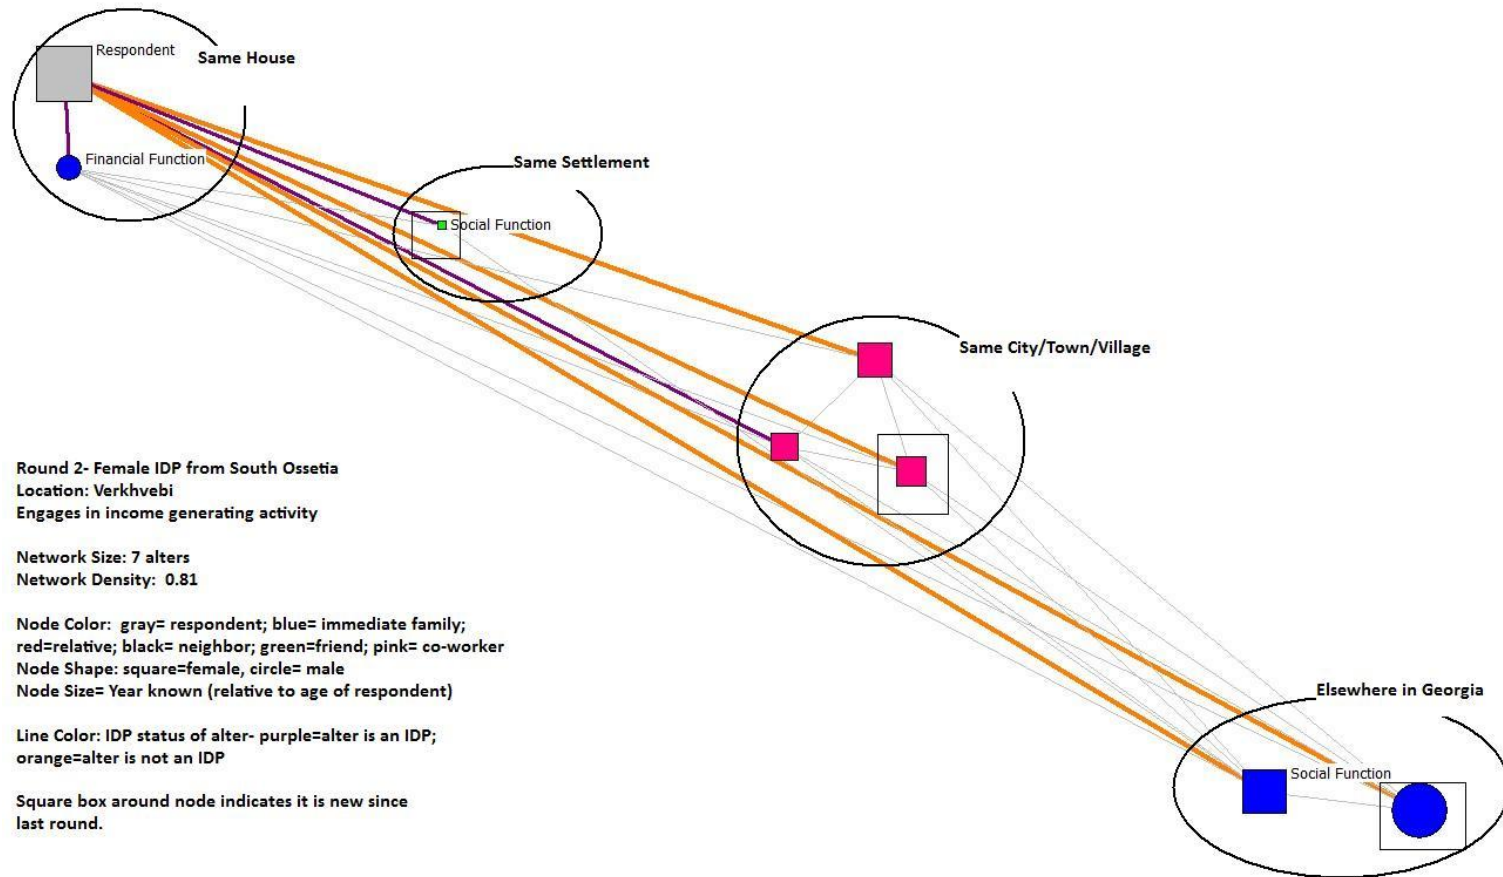 Respondent
Same House
Financial Function
Same Settlement
Social Function
Same City/Town/Village
Round 2- Female IDP from South Ossetia
Location: Verkhvebi
Engages in income generating activity
Network Size: 7 alters
Network Density:  0.81
Node Color:  gray= respondent; blue= immediate family;
red=relative; black= neighbor; green=friend; pink= co-worker
Node Shape: square=female, circle= male
Node Size= Year known (relative to age of respondent)
Line Color: IDP status of alter- purple=alter is an IDP;
orange=alter is not an IDP
Square box around node indicates it is new since
last round.
Elsewhere in Georgia
Social Function